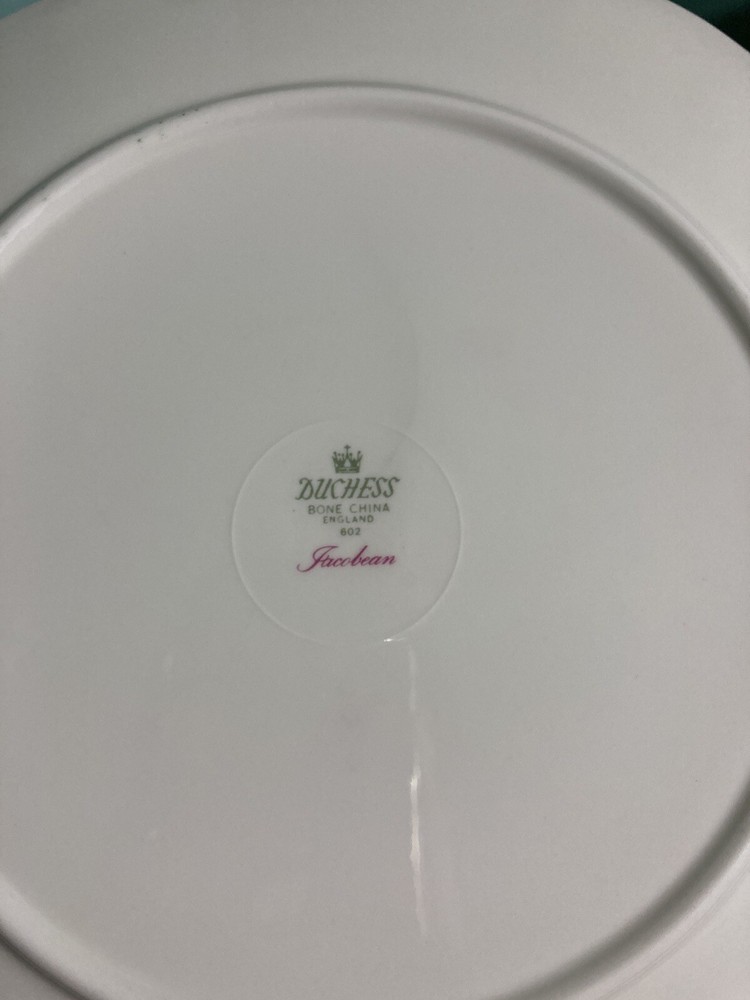 DUCHESS
BONE CHINA
ENGLAND
602
Jacobean